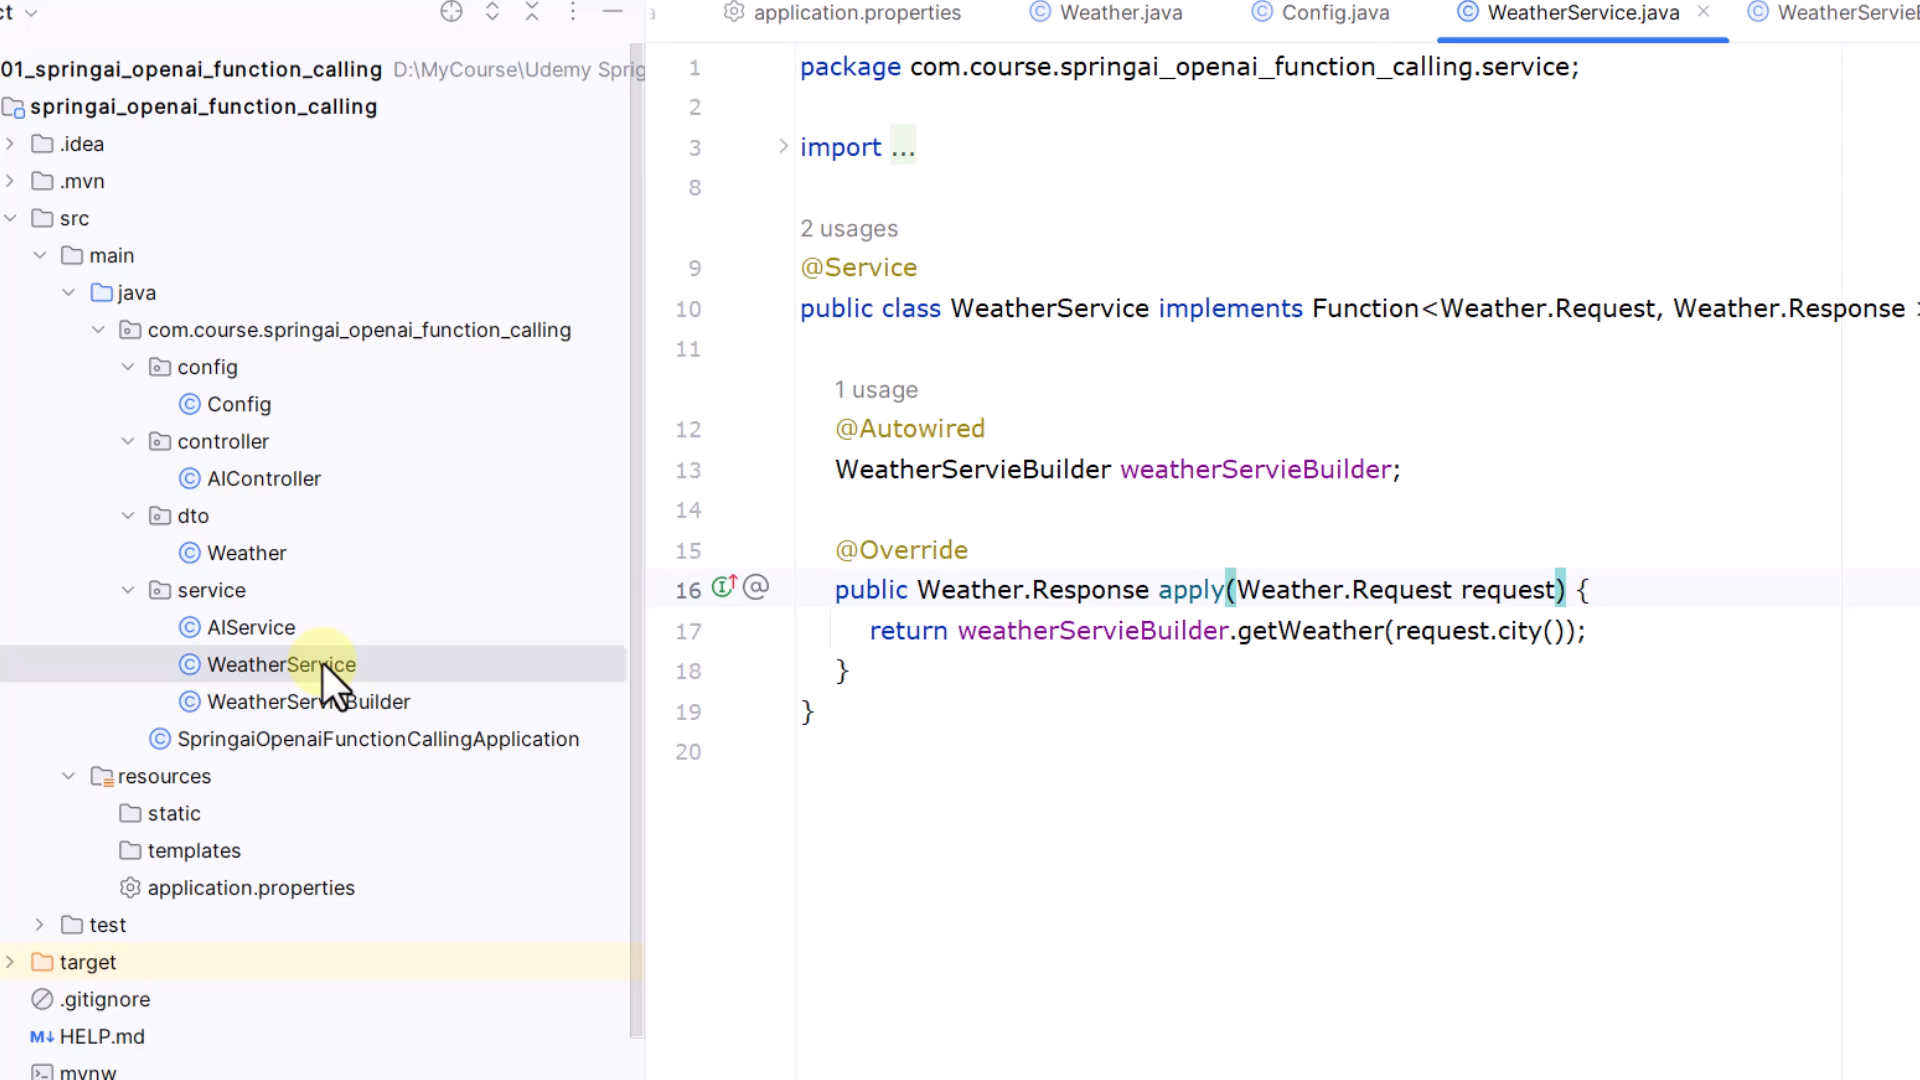 ct
01_springai_openai_function_calling D:\MyCourse\Udemy Sprig
springai_openai_function_calling
.idea
.mvn
src
main
java
com.course.springai_openai_function_calling
config
Config
controller
AIController
dto
Weather
service
AIService
WeatherService
WeatherServieBuilder
SpringaiOpenaiFunctionCallingApplication
resources
static
templates
application.properties
test
target
.gitignore
M↓ HELP.md
mvnw
application.properties Weather.java Config.java WeatherService.java WeatherServieB
1 package com.course.springai_openai_function_calling.service;
2
3 import ...
8
2 usages
9 @Service
10 public class WeatherService implements Function<Weather.Request, Weather.Response >
11
1 usage
12 @Autowired
13 WeatherServieBuilder weatherServieBuilder;
14
15 @Override
16 public Weather.Response apply(Weather.Request request) {
17 return weatherServieBuilder.getWeather(request.city());
18 }
19 }
20